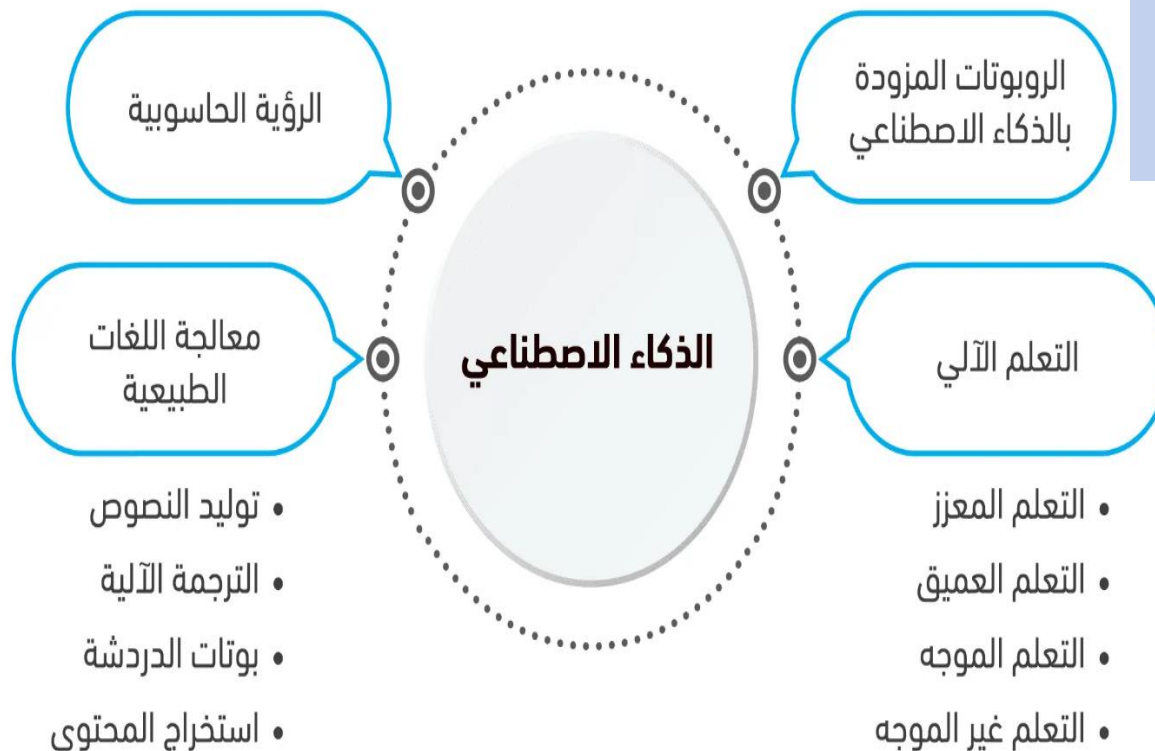 الروبوتات المزودة
بالذكاء الاصطناعي
الرؤية الحاسوبية
الذكاء الاصطناعي
التعلم الآلي
• التعلم المعزز
• التعلم العميق
• التعلم الموجه
• التعلم غير الموجه
معالجة اللغات
الطبيعية
• توليد النصوص
• الترجمة الآلية
• بوتات الدردشة
• استخراج المحتوى